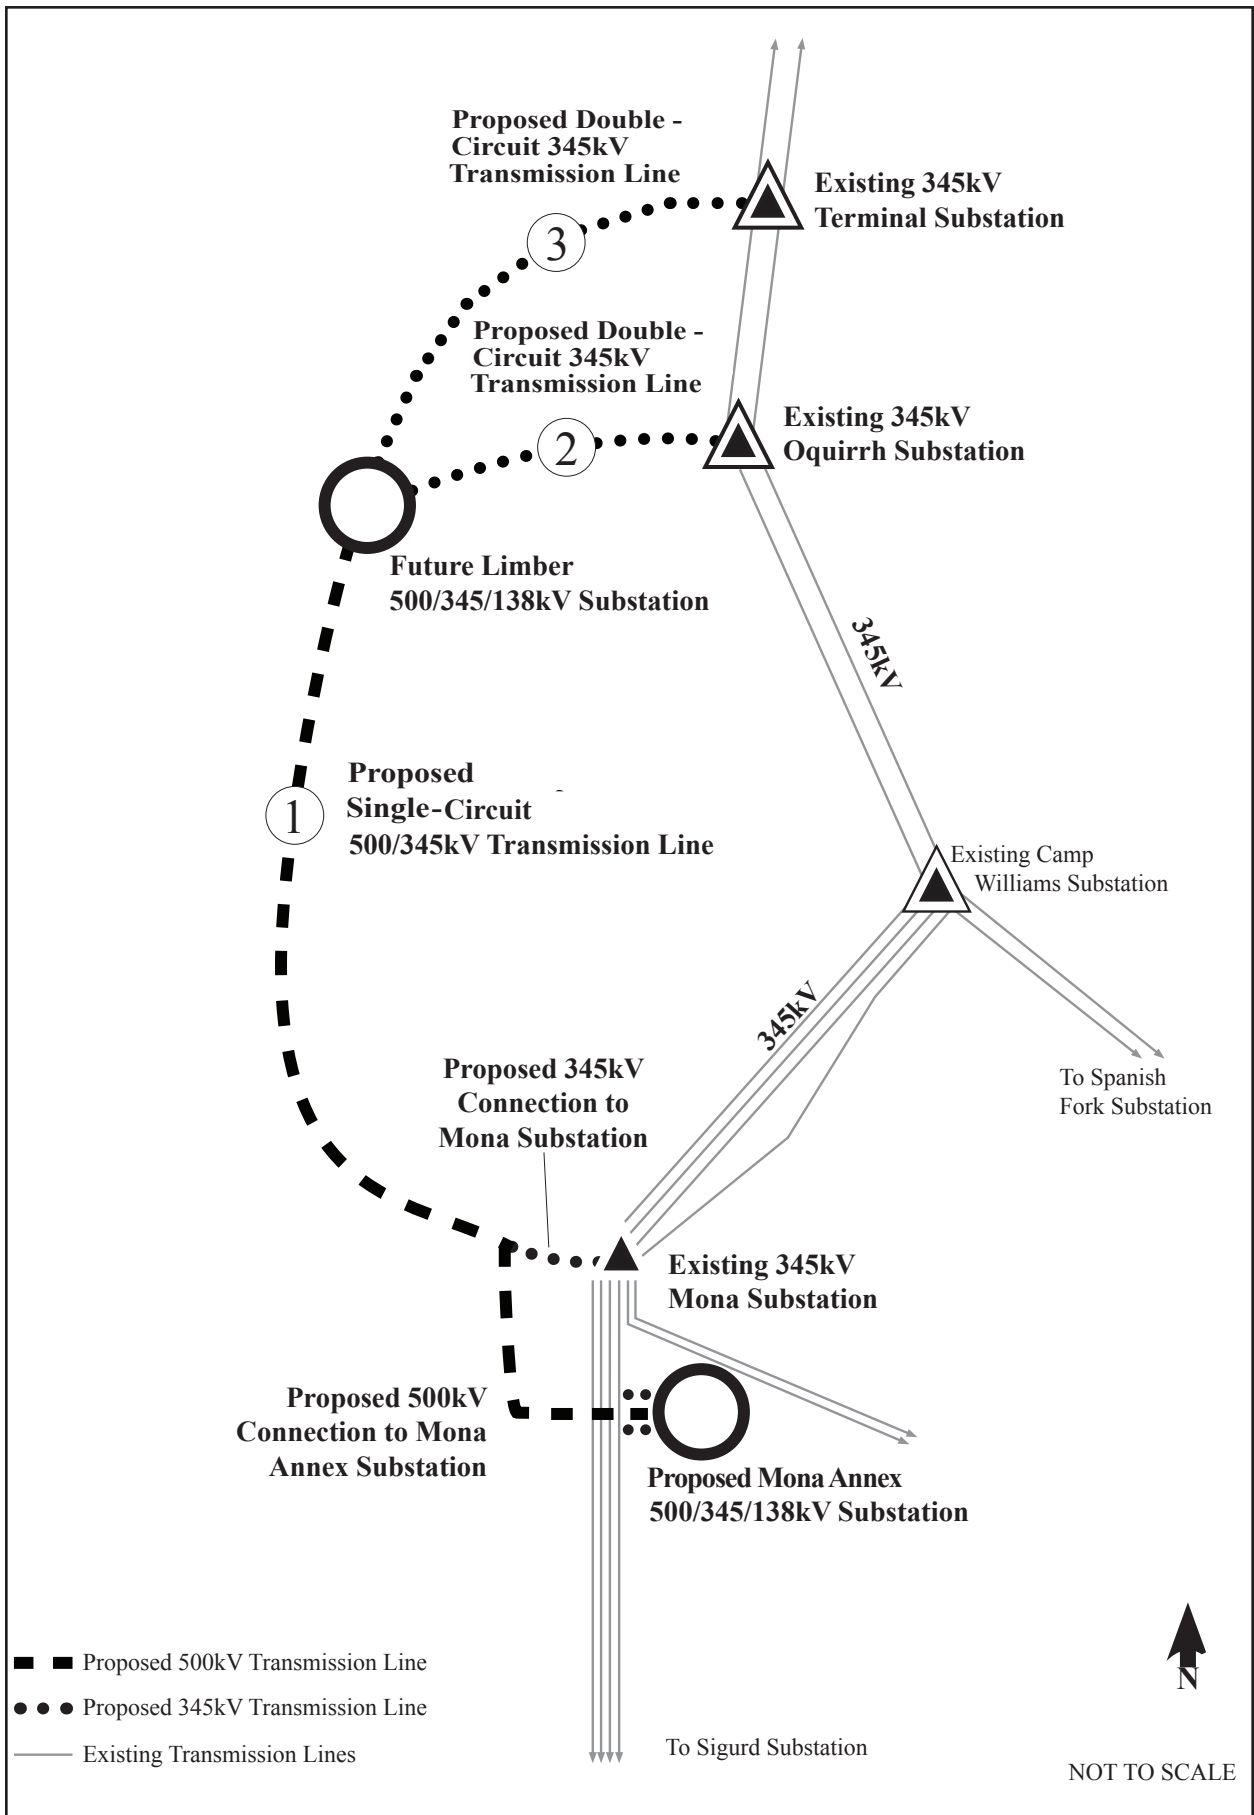 Proposed Double -
Circuit 345kV
Transmission Line
Existing 345kV
Terminal Substation
3
Proposed Double -
Circuit 345kV
Transmission Line
Existing 345kV
Oquirrh Substation
2
Future Limber
500/345/138kV Substation
345kV
Proposed
Single-Circuit
500/345kV Transmission Line
1
Existing Camp
Williams Substation
345kV
To Spanish
Fork Substation
Proposed 345kV
Connection to
Mona Substation
Existing 345kV
Mona Substation
Proposed 500kV
Connection to Mona
Annex Substation
Proposed Mona Annex
500/345/138kV Substation
Proposed 500kV Transmission Line
Proposed 345kV Transmission Line
Existing Transmission Lines
To Sigurd Substation
N
NOT TO SCALE